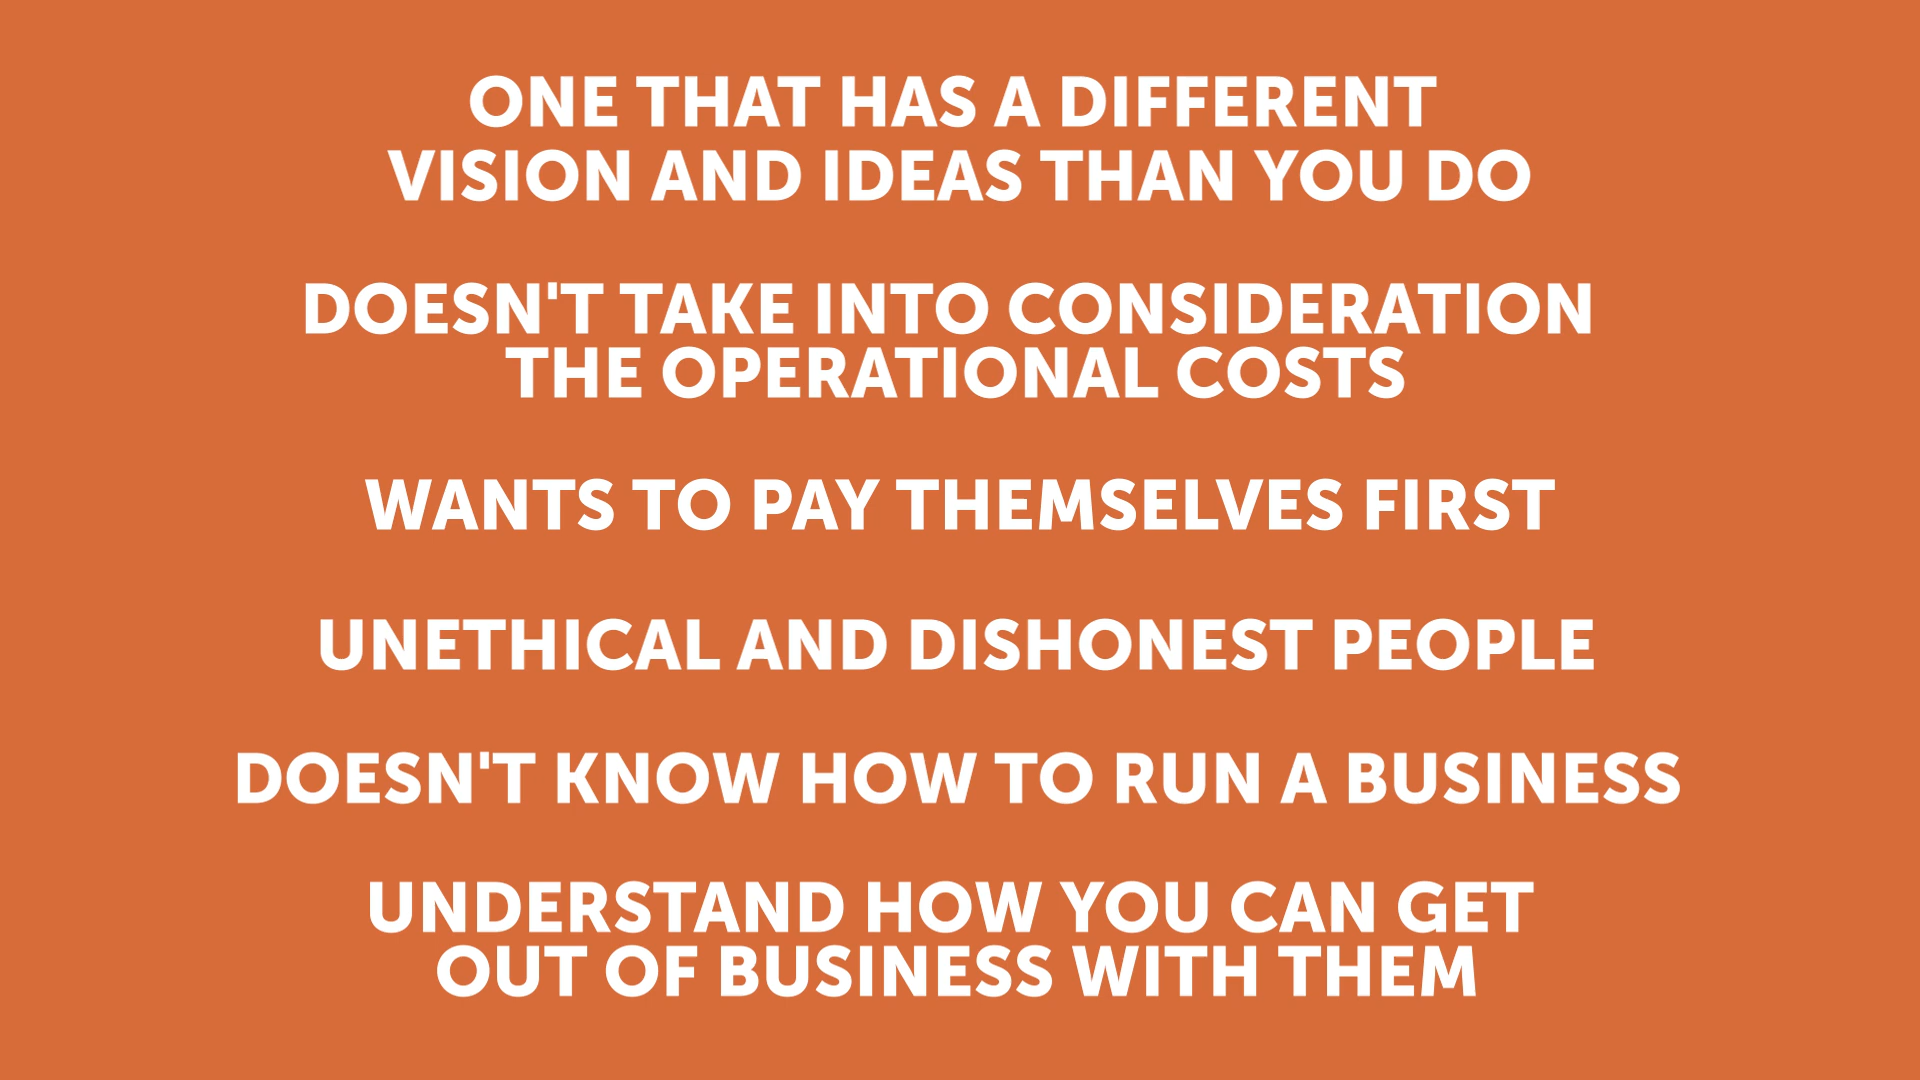 ONE THAT HAS A DIFFERENT
VISION AND IDEAS THAN YOU DO
DOESN'T TAKE INTO CONSIDERATION
THE OPERATIONAL COSTS
WANTS TO PAY THEMSELVES FIRST
UNETHICAL AND DISHONEST PEOPLE
DOESN'T KNOW HOW TO RUN A BUSINESS
UNDERSTAND HOW YOU CAN GET
OUT OF BUSINESS WITH THEM